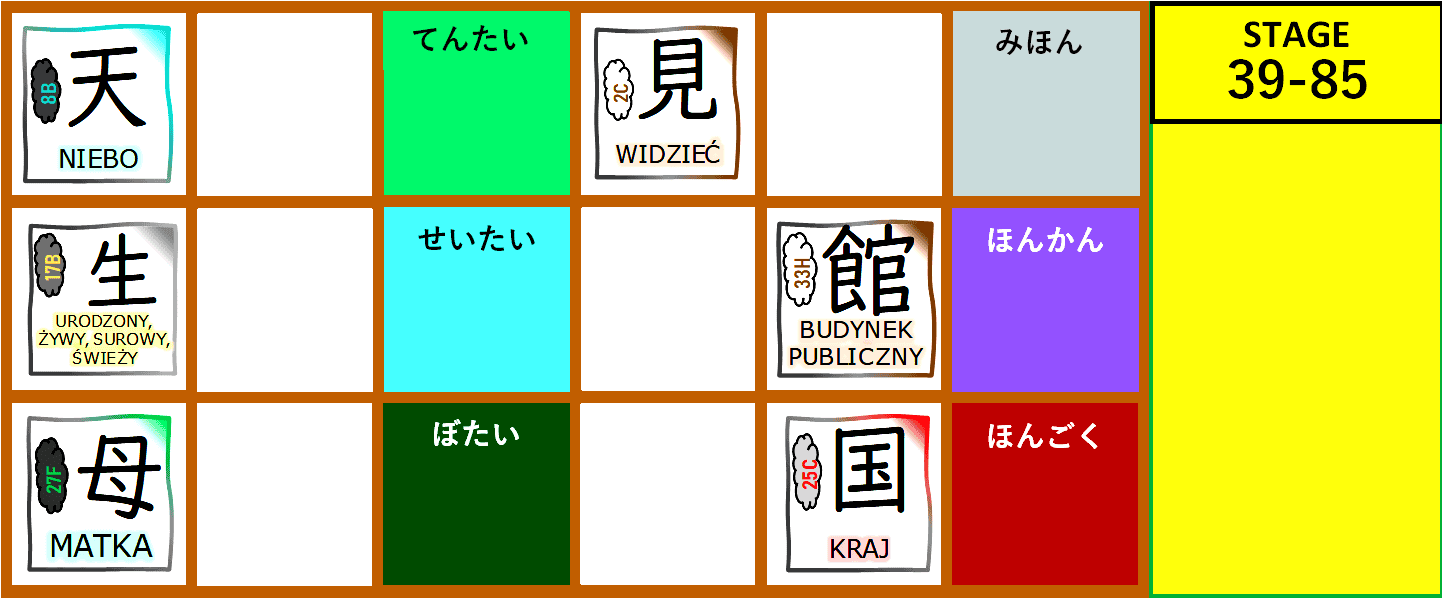 天
8B
NIEBO
てんたい
見
2C
WIDZIEĆ
みほん
STAGE
39-85
生
17B
URODZONY,
ŻYWY, SUROWY,
ŚWIEŻY
せいたい
館
33H
BUDYNEK
PUBLICZNY
ほんかん
母
27F
MATKA
ぼたい
国
25C
KRAJ
ほんごく